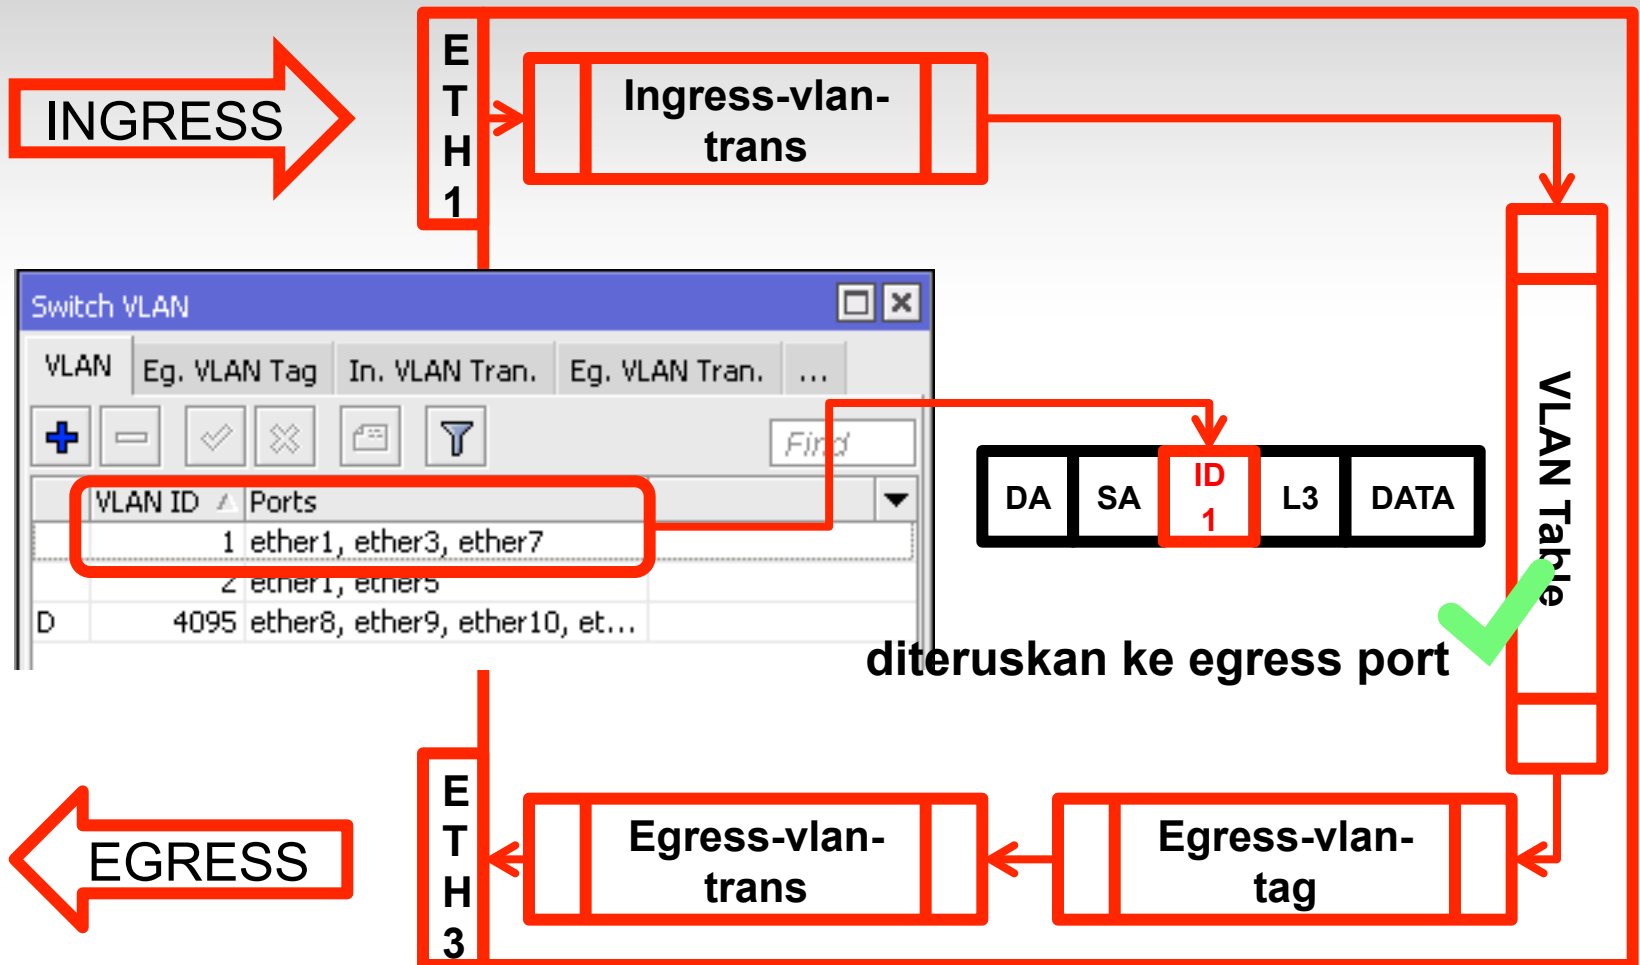 INGRESS
ETH1
Ingress-vlan-
trans
Switch VLAN
VLAN Eg. VLAN Tag In. VLAN Tran. Eg. VLAN Tran. ...
Find
VLAN ID Ports
1 ether1, ether3, ether7
2 ether1, ether5
D 4095 ether8, ether9, ether10, et...
DA SA ID 1 L3 DATA
VLAN Table
diteruskan ke egress port
EGRESS
ETH3
Egress-vlan-
trans
Egress-vlan-
tag